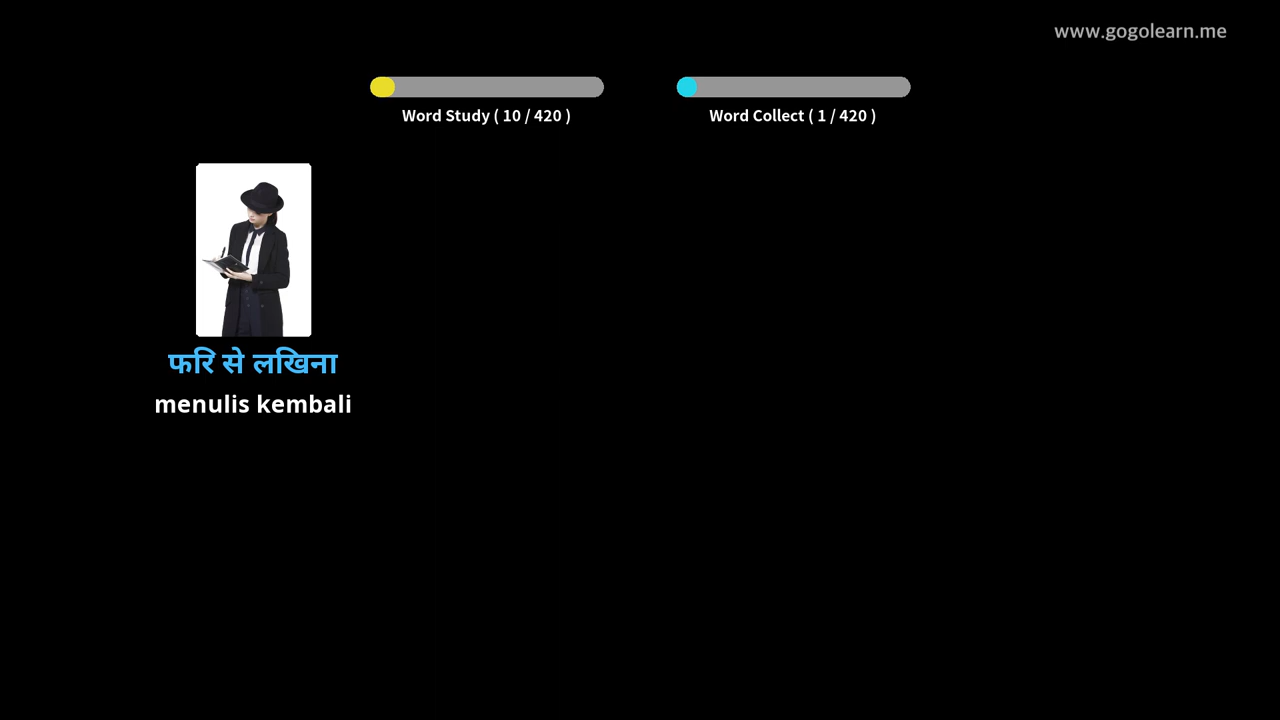 www.gogolearn.me
Word Study ( 10 / 420 )
Word Collect ( 1 / 420 )
फरि से लखिना
menulis kembali